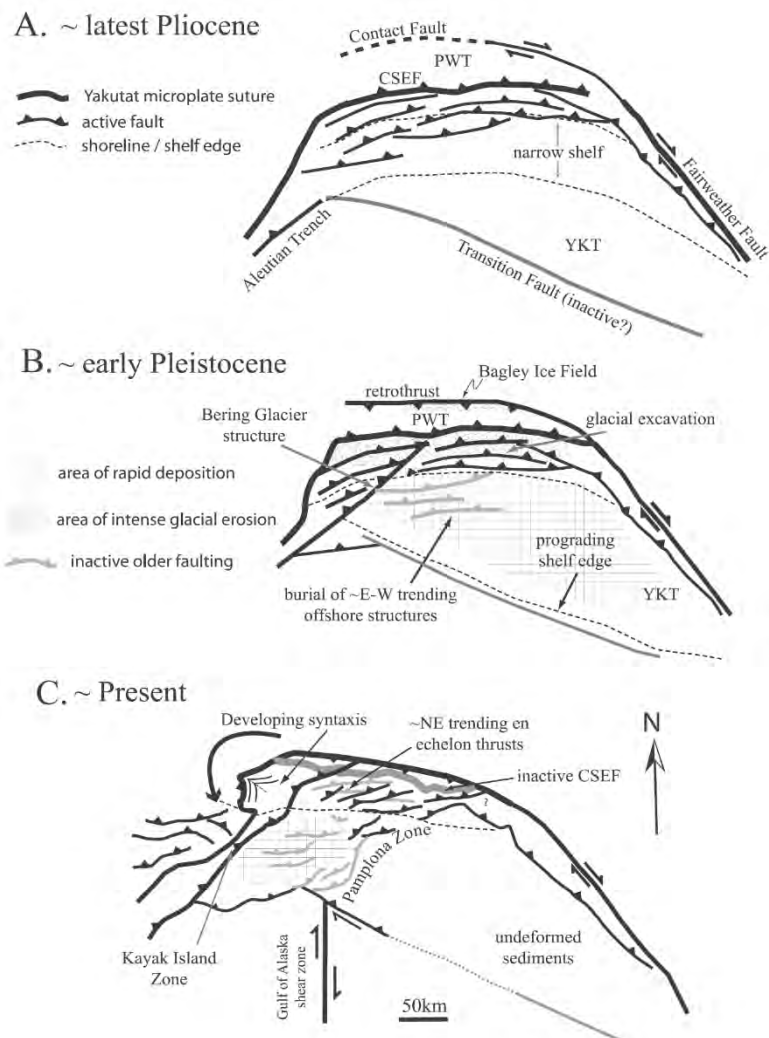 A. ~ latest Pliocene
Contact Fault
PWT
CSEF
Yakutat microplate suture
active fault
shoreline / shelf edge
narrow shelf
Fairweather Fault
Aleutian Trench
YKT
Transition Fault (inactive?)
B. ~ early Pleistocene
Bagley Ice Field
retrothrust
Bering Glacier
structure
PWT
glacial excavation
area of rapid deposition
area of intense glacial erosion
inactive older faulting
prograding
shelf edge
burial of ~E-W trending
offshore structures
YKT
C. ~ Present
Developing syntaxis
~NE trending en
echelon thrusts
N
inactive CSEF
?
Pamplona Zone
Kayak Island
Zone
Gulf of Alaska
shear zone
undeformed
sediments
50km